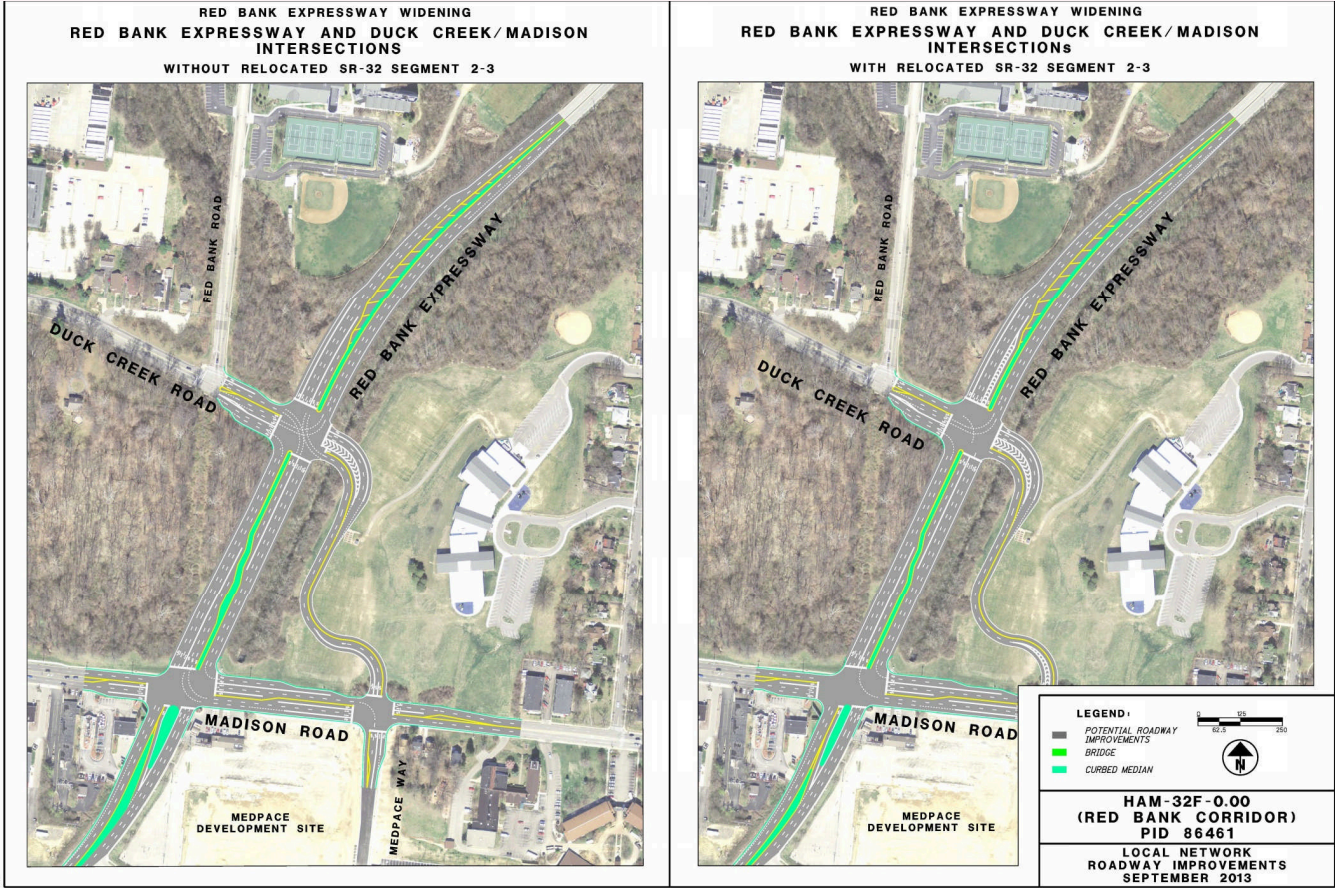 RED BANK EXPRESSWAY WIDENING
RED BANK EXPRESSWAY AND DUCK CREEK/MADISON
INTERSECTIONS
WITHOUT RELOCATED SR-32 SEGMENT 2-3
RED BANK ROAD
DUCK CREEK ROAD
RED BANK EXPRESSWAY
MADISON ROAD
MEDPACE WAY
MEDPACE
DEVELOPMENT SITE
RED BANK EXPRESSWAY WIDENING
RED BANK EXPRESSWAY AND DUCK CREEK/MADISON
INTERSECTIONs
WITH RELOCATED SR-32 SEGMENT 2-3
RED BANK ROAD
DUCK CREEK ROAD
RED BANK EXPRESSWAY
MADISON ROAD
MEDPACE
DEVELOPMENT SITE
LEGEND:
POTENTIAL ROADWAY
IMPROVEMENTS
BRIDGE
CURBED MEDIAN
0 125
62.5 250
N
HAM-32F-0.00
(RED BANK CORRIDOR)
PID 86461
LOCAL NETWORK
ROADWAY IMPROVEMENTS
SEPTEMBER 2013